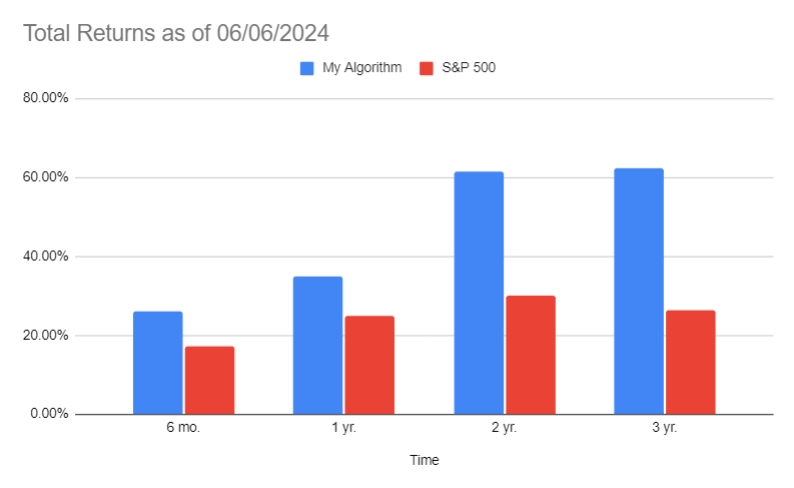 Total Returns as of 06/06/2024
My Algorithm S&P 500
80.00%
60.00%
40.00%
20.00%
0.00%
6 mo. 1 yr. 2 yr. 3 yr.
Time